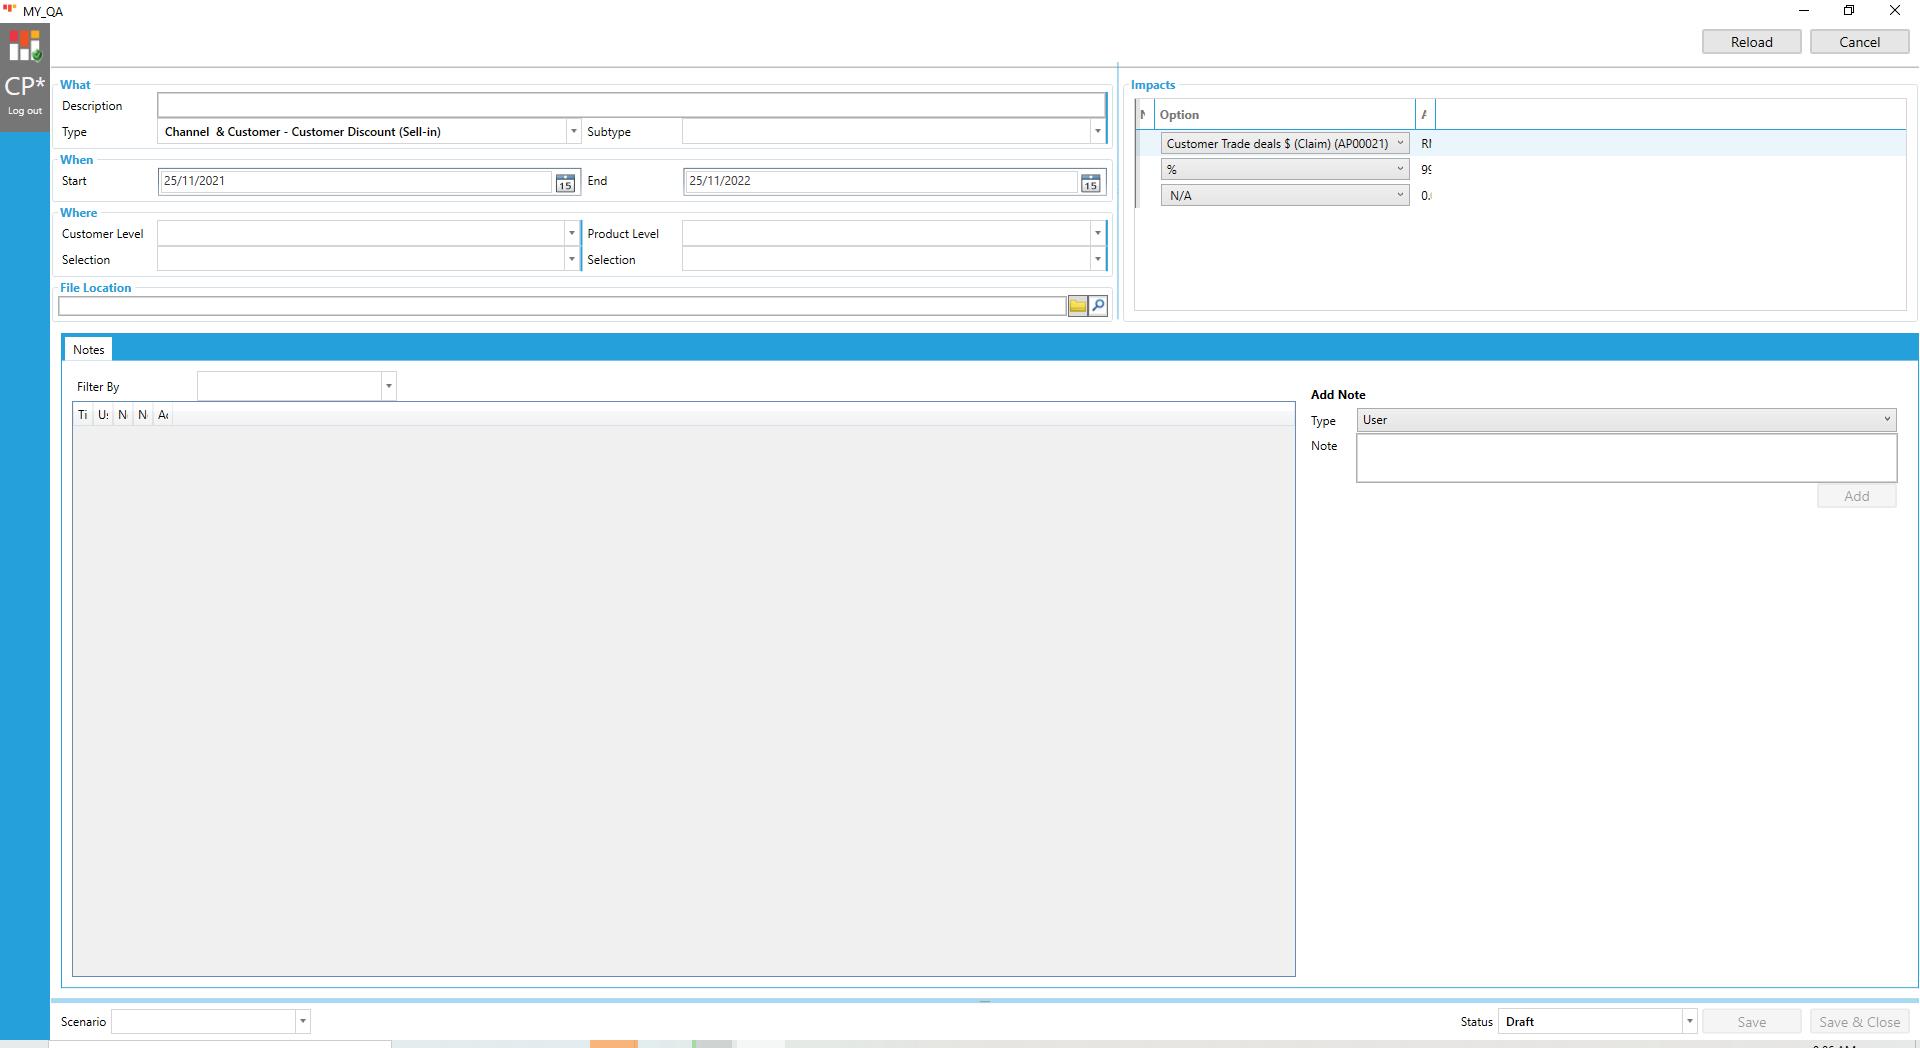 MY_QA
Reload Cancel
CP*
Log out
What
Description
Type Channel & Customer - Customer Discount (Sell-in) Subtype
When
Start 25/11/2021 15 End 25/11/2022 15
Where
Customer Level Product Level
Selection Selection
File Location
Impacts
Option
Customer Trade deals $ (Claim) (AP00021)
%
N/A
Notes
Filter By
Ti
Add Note
Type User
Note
Add
Scenario
Status Draft Save Save & Close